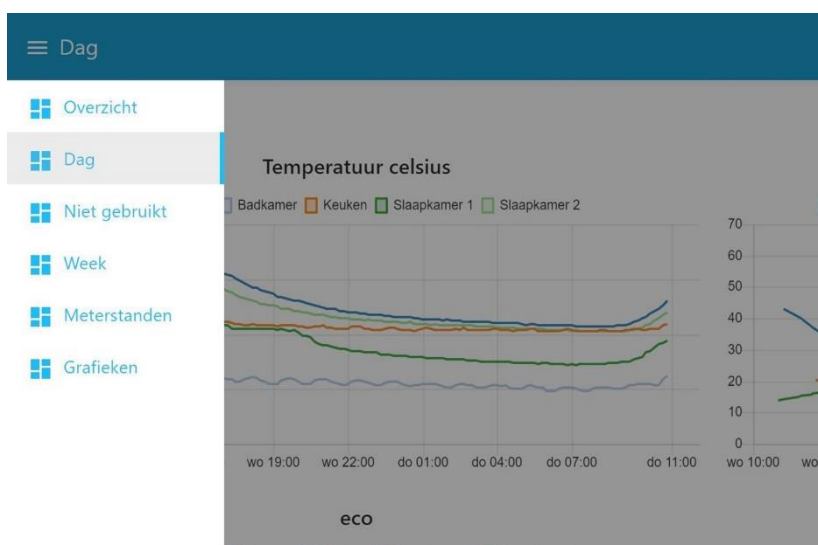 Dag
Overzicht
Dag
Niet gebruikt
Week
Meterstanden
Grafieken
Temperatuur celsius
Badkamer Keuken Slaapkamer 1 Slaapkamer 2
70
60
50
40
30
20
10
0
wo 19:00 wo 22:00 do 01:00 do 04:00 do 07:00 do 11:00
wo 10:00 wo
eco